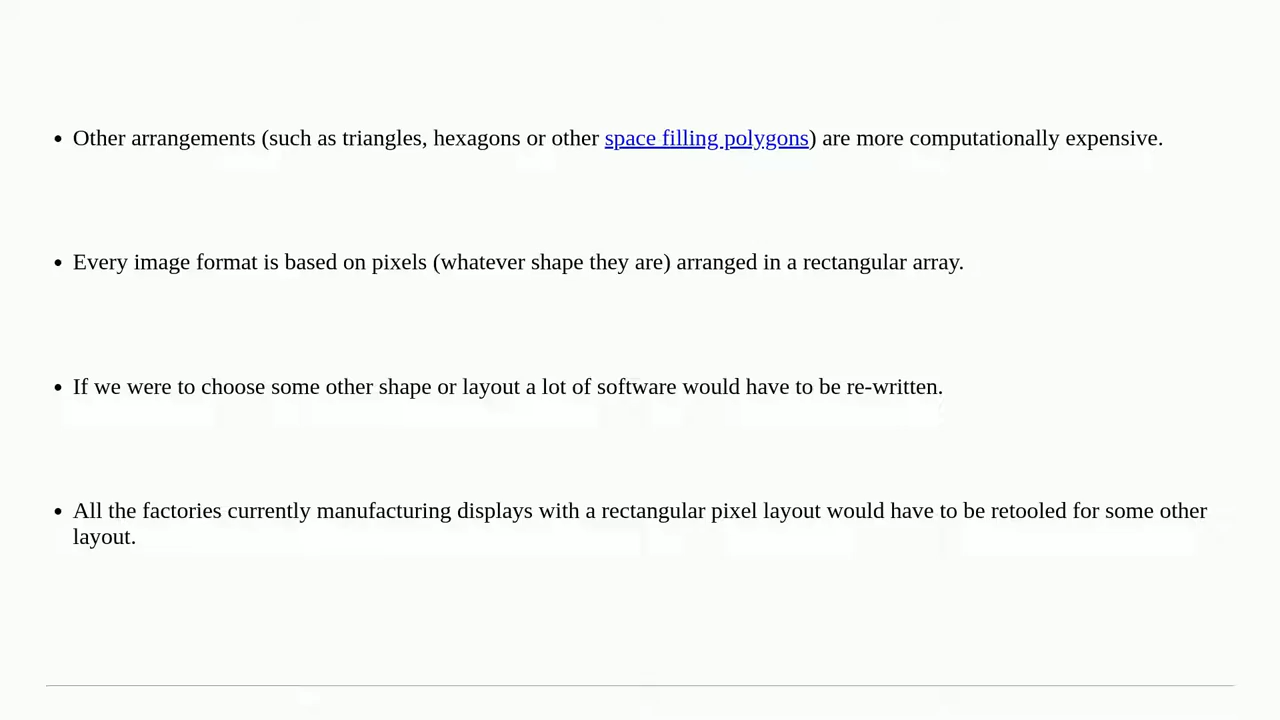 Other arrangements (such as triangles, hexagons or other space filling polygons) are more computationally expensive.
Every image format is based on pixels (whatever shape they are) arranged in a rectangular array.
If we were to choose some other shape or layout a lot of software would have to be re-written.
All the factories currently manufacturing displays with a rectangular pixel layout would have to be retooled for some other
layout.